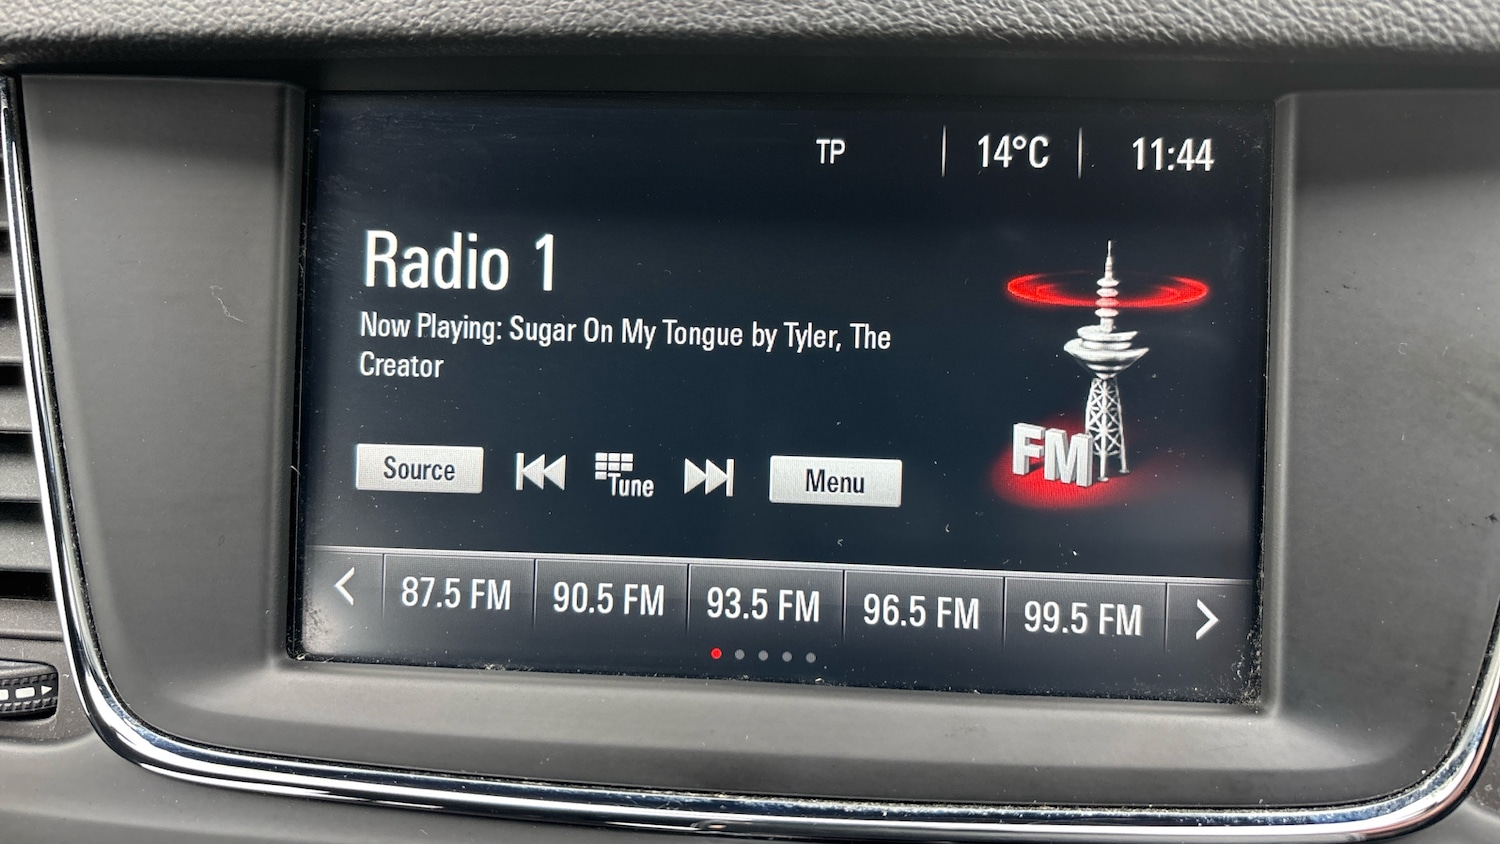 TP 14°C 11:44
Radio 1
Now Playing: Sugar On My Tongue by Tyler, The
Creator
FM
Source Tune Menu
87.5 FM 90.5 FM 93.5 FM 96.5 FM 99.5 FM